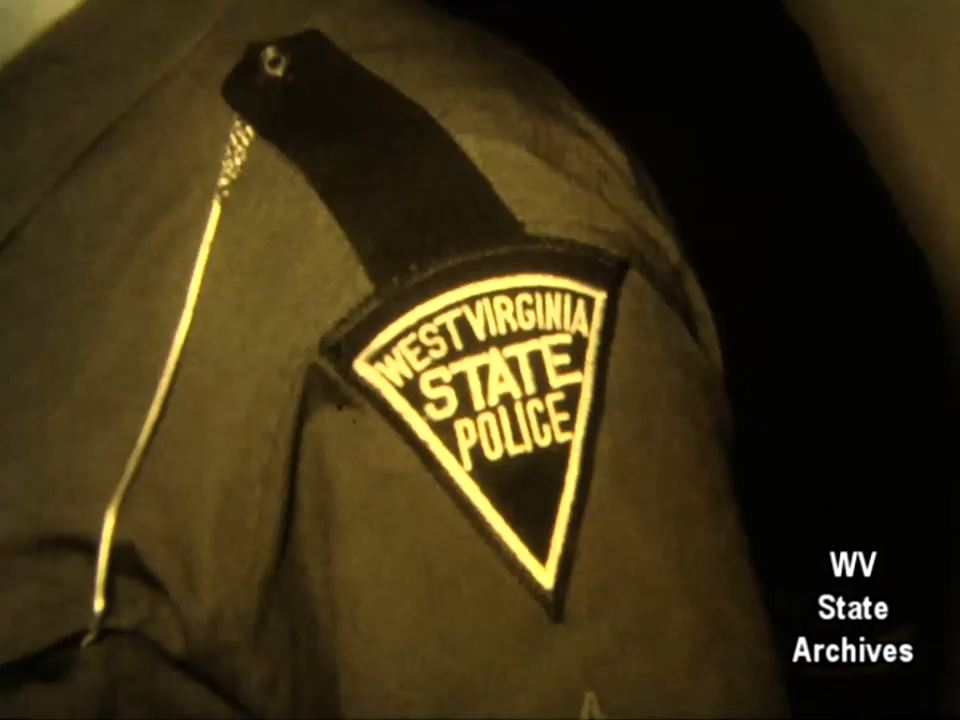 WEST VIRGINIA
STATE
POLICE
WV
State
Archives